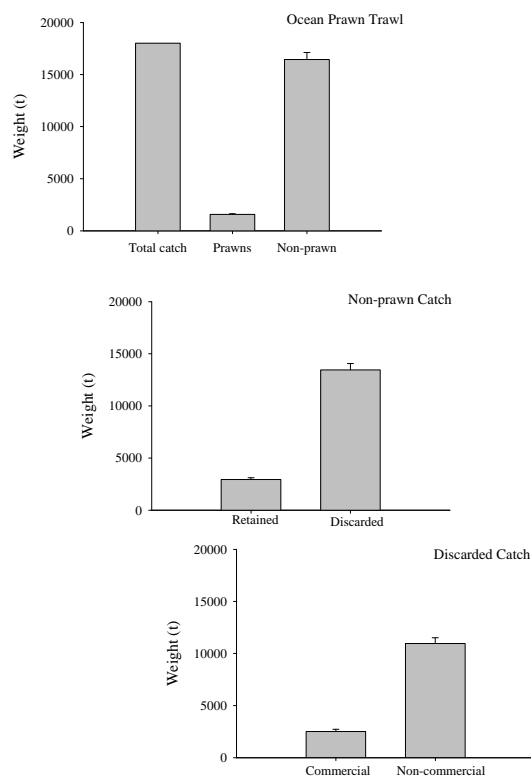 Ocean Prawn Trawl
20000
15000
10000
5000
0
Weight (t)
Total catch Prawns Non-prawn
Non-prawn Catch
20000
15000
10000
5000
0
Weight (t)
Retained Discarded
Discarded Catch
20000
15000
10000
5000
0
Weight (t)
Commercial Non-commercial